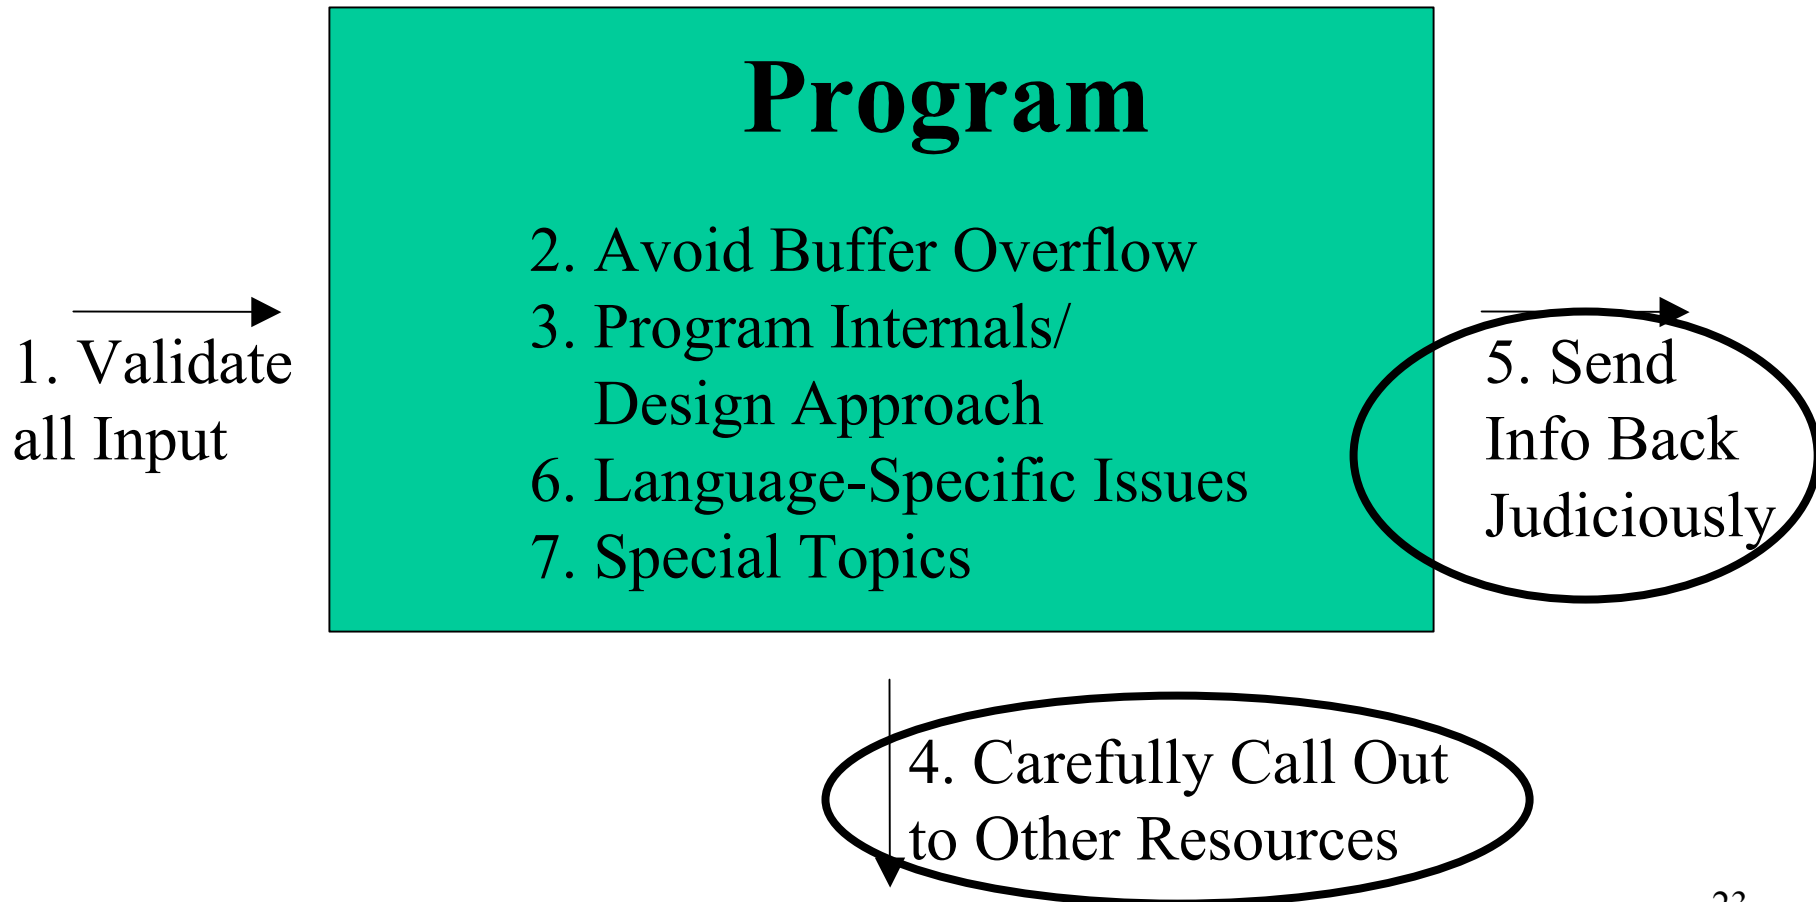 Program
1. Validate
all Input
2. Avoid Buffer Overflow
3. Program Internals/
Design Approach
6. Language-Specific Issues
7. Special Topics
5. Send
Info Back
Judiciously
4. Carefully Call Out
to Other Resources
23